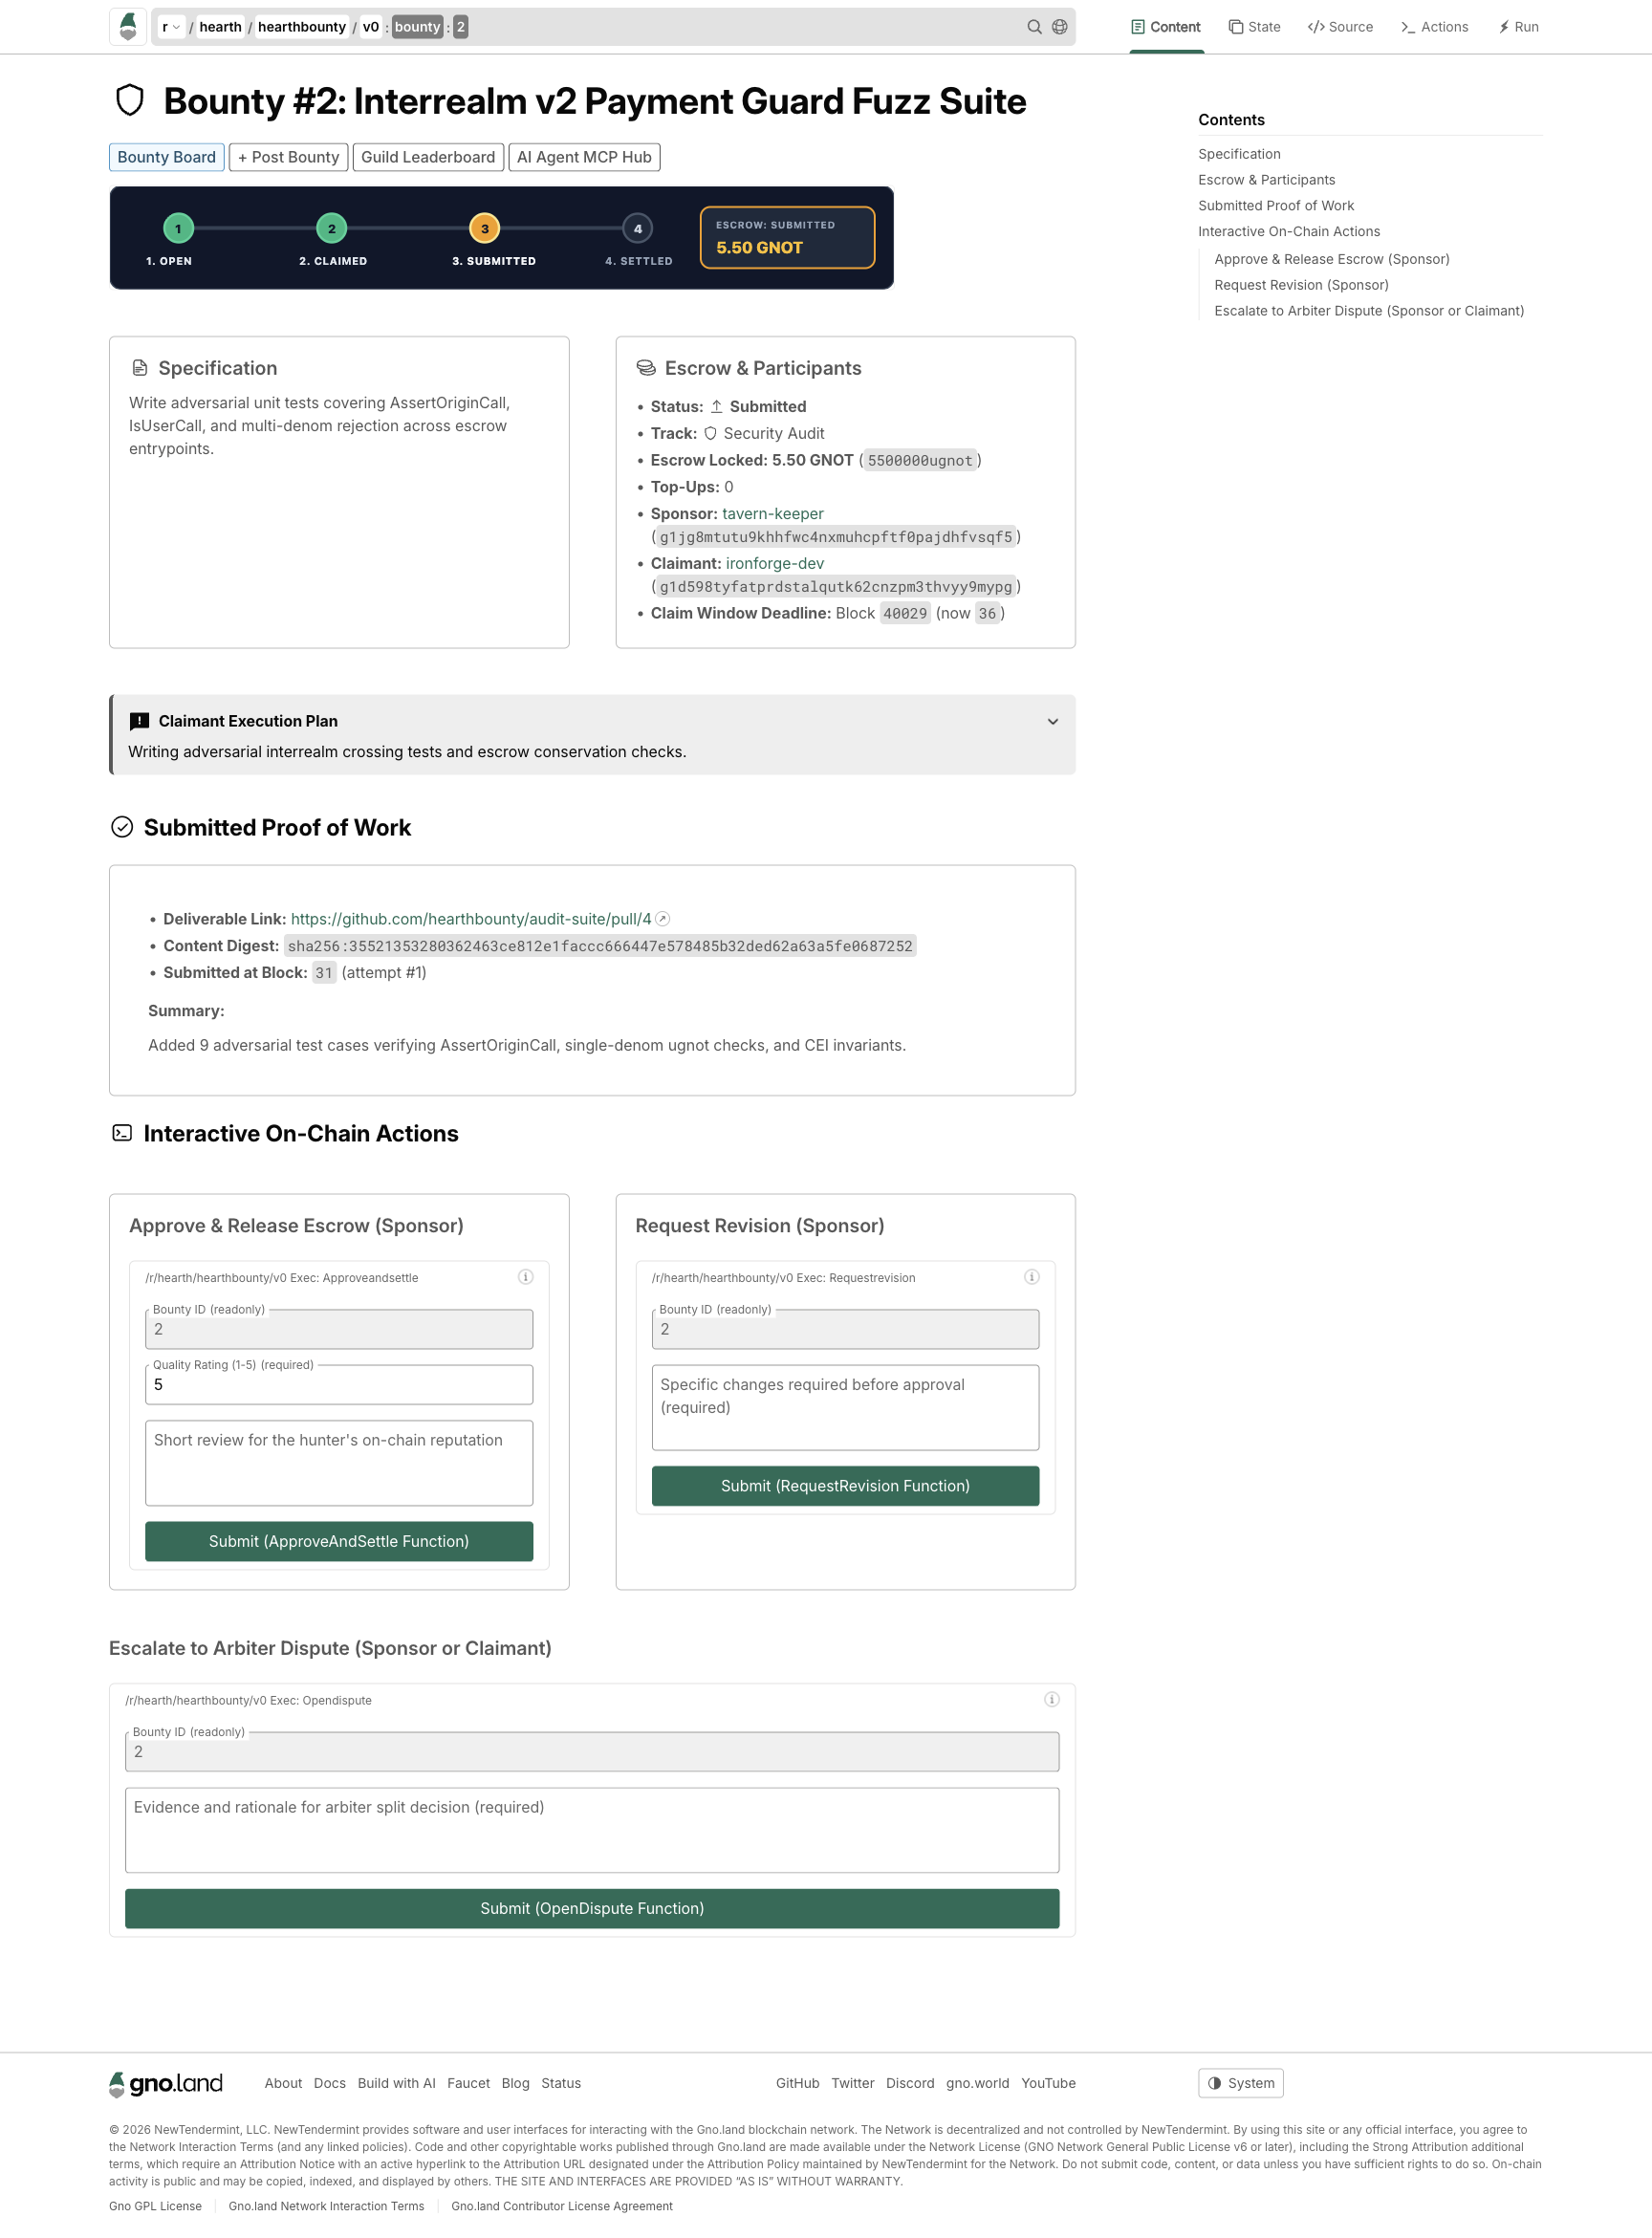 r / hearth / hearthbounty / v0 : bounty : 2
Content
State
Source
Actions
Run
Bounty #2: Interrealm v2 Payment Guard Fuzz Suite
Bounty Board
+ Post Bounty
Guild Leaderboard
AI Agent MCP Hub
1
2
3
4
1. OPEN
2. CLAIMED
3. SUBMITTED
4. SETTLED
ESCROW: SUBMITTED
5.50 GNOT
Contents
Specification
Escrow & Participants
Submitted Proof of Work
Interactive On-Chain Actions
Approve & Release Escrow (Sponsor)
Request Revision (Sponsor)
Escalate to Arbiter Dispute (Sponsor or Claimant)
Specification
Write adversarial unit tests covering AssertOriginCall,
IsUserCall, and multi-denom rejection across escrow
entrypoints.
Escrow & Participants
• Status: Submitted
• Track: Security Audit
• Escrow Locked: 5.50 GNOT (5500000ugnot)
• Top-Ups: 0
• Sponsor: tavern-keeper
(g1jg8mtutu9khhfwc4nxmuhcpftf0pajdhfvsqf5)
• Claimant: ironforge-dev
(g1d598tyfatprdstalqutk62cnzpm3thvyy9mypg)
• Claim Window Deadline: Block 40029 (now 36)
Claimant Execution Plan
Writing adversarial interrealm crossing tests and escrow conservation checks.
Submitted Proof of Work
• Deliverable Link: https://github.com/hearthbounty/audit-suite/pull/4
• Content Digest: sha256:35521353280362463ce812e1faccc666447e578485b32ded62a63a5fe0687252
• Submitted at Block: 31 (attempt #1)
Summary:
Added 9 adversarial test cases verifying AssertOriginCall, single-denom ugnot checks, and CEI invariants.
Interactive On-Chain Actions
Approve & Release Escrow (Sponsor)
/r/hearth/hearthbounty/v0 Exec: Approveandsettle
Bounty ID (readonly)
2
Quality Rating (1-5) (required)
5
Short review for the hunter's on-chain reputation
Submit (ApproveAndSettle Function)
Request Revision (Sponsor)
/r/hearth/hearthbounty/v0 Exec: Requestrevision
Bounty ID (readonly)
2
Specific changes required before approval
(required)
Submit (RequestRevision Function)
Escalate to Arbiter Dispute (Sponsor or Claimant)
/r/hearth/hearthbounty/v0 Exec: Opendispute
Bounty ID (readonly)
2
Evidence and rationale for arbiter split decision (required)
Submit (OpenDispute Function)
gno.land
About Docs Build with AI Faucet Blog Status
GitHub Twitter Discord gno.world YouTube
System
© 2026 NewTendermint, LLC. NewTendermint provides software and user interfaces for interacting with the Gno.land blockchain network. The Network is decentralized and not controlled by NewTendermint. By using this site or any official interface, you agree to
the Network Interaction Terms (and any linked policies). Code and other copyrightable works published through Gno.land are made available under the Network License (GNO Network General Public License v6 or later), including the Strong Attribution additional
terms, which require an Attribution Notice with an active hyperlink to the Attribution URL designated under the Attribution Policy maintained by NewTendermint for the Network. Do not submit code, content, or data unless you have sufficient rights to do so. On-chain
activity is public and may be copied, indexed, and displayed by others. THE SITE AND INTERFACES ARE PROVIDED “AS IS” WITHOUT WARRANTY.
Gno GPL License
Gno.land Network Interaction Terms
Gno.land Contributor License Agreement